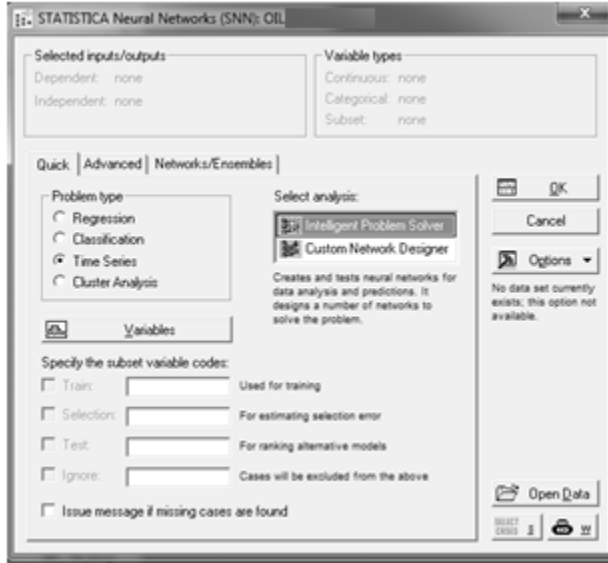 STATISTICA Neural Networks (SNN): OIL
Selected inputs/outputs
Dependent: none
Independent: none
Variable types
Continuous: none
Categorical: none
Subset: none
Quick
Advanced
Networks/Ensembles
Problem type
Regression
Classification
Time Series
Cluster Analysis
Variables
Select analysis:
Intelligent Problem Solver
Custom Network Designer
Creates and tests neural networks for
data analysis and predictions. It
designs a number of networks to
solve the problem.
Specify the subset variable codes:
Train:
Used for training
Selection:
For estimating selection error
Test:
For ranking alternative models
Ignore:
Cases will be excluded from the above
Issue message if missing cases are found
OK
Cancel
Options
No data set currently
exists; this option not
available.
Open Data
SELECT
CASES
S
W